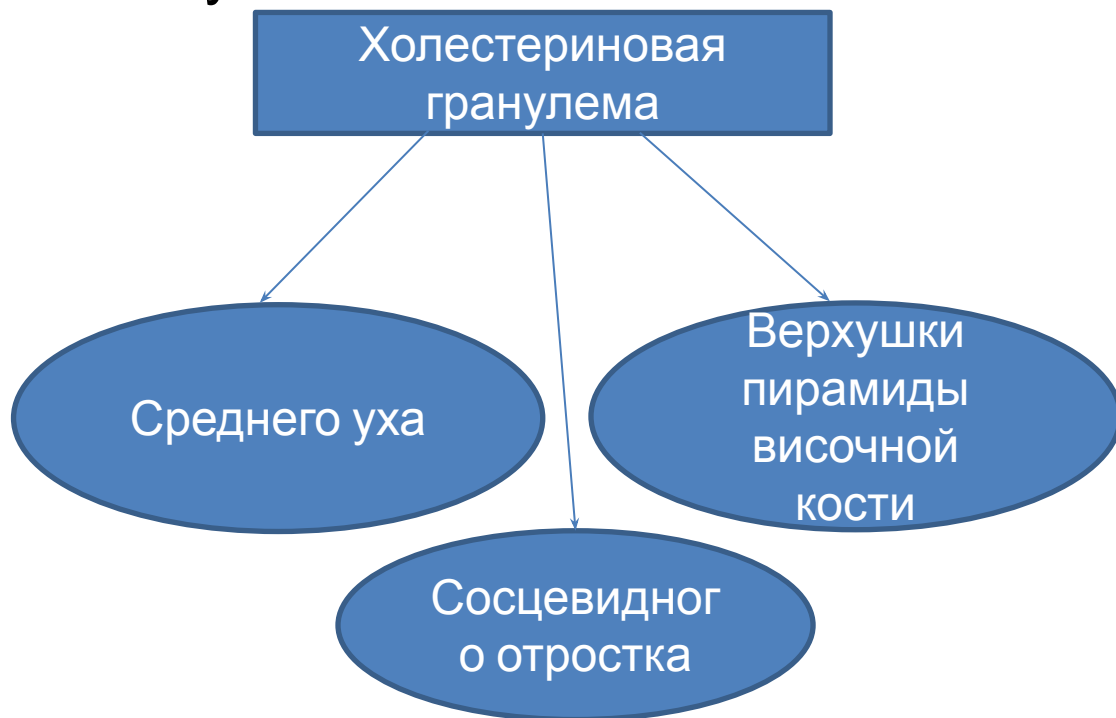 Холестериновая
гранулема
Среднего уха
Верхушки
пирамиды
височной
кости
Сосцевидног
о отростка